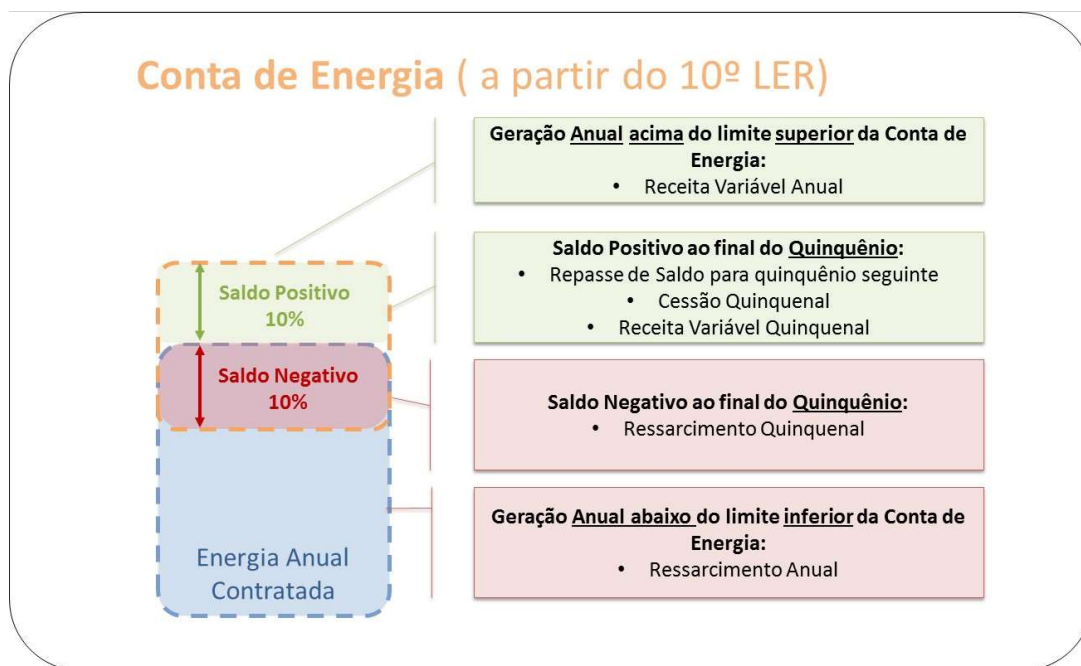 Conta de Energia ( a partir do 10º LER)
Geração Anual acima do limite superior da Conta de
Energia:
• Receita Variável Anual
Saldo Positivo ao final do Quinquênio:
• Repasse de Saldo para quinquênio seguinte
• Cessão Quinquenal
• Receita Variável Quinquenal
Saldo Positivo
10%
Saldo Negativo
10%
Saldo Negativo ao final do Quinquênio:
• Ressarcimento Quinquenal
Geração Anual abaixo do limite inferior da Conta de
Energia:
• Ressarcimento Anual
Energia Anual
Contratada